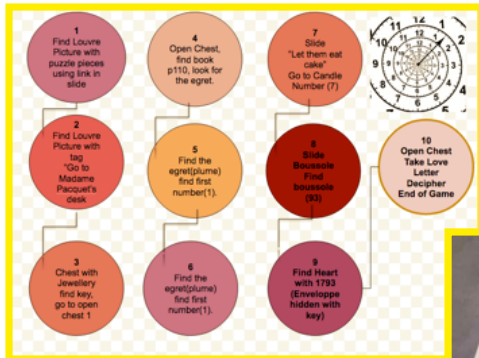 1
Find Louvre
Picture with
puzzle pieces
using link in
slide
2
Find Louvre
Picture with
tag
"Go to
Madame
Pacquet's
desk
3
Chest with
Jewellery
find key,
go to open
chest 1
4
Open Chest,
find book
p110, look for
the egret.
5
Find the
egret(plume)
find first
number(1).
6
Find the
egret(plume)
find first
number(1).
7
Slide
"Let them eat
cake"
Go to Candle
Number (7)
8
Slide
Boussole
Find
boussole
(93)
9
Find Heart
with 1793
(Enveloppe
hidden with
key)
10
Open Chest
Take Love
Letter
Decipher
End of Game